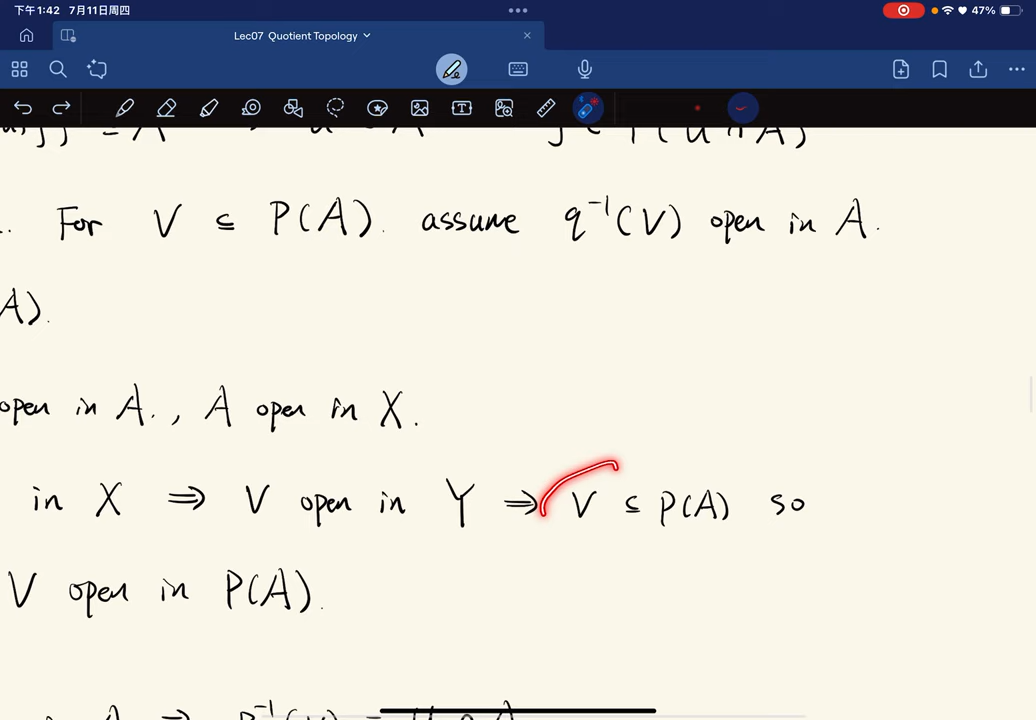 下午1:42 7月11日周四
47%
Lec07 Quotient Topology
= A
. For V ⊆ P(A). assume q⁻¹(V) open in A.
A).
open in A., A open in X.
in X ⇒ V open in Y ⇒ V ⊆ P(A) so
V open in P(A).